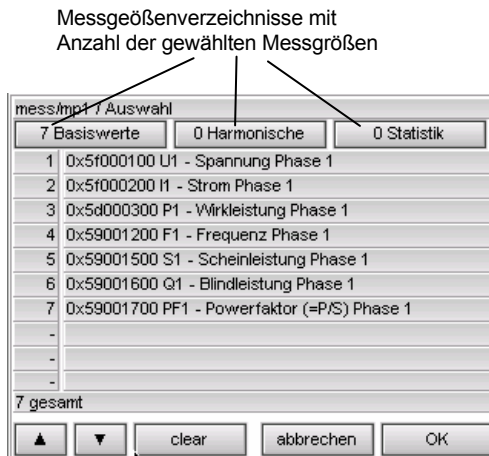 Messgeößenverzeichnisse mit
Anzahl der gewählten Messgrößen
mess/mp1 / Auswahl
7 Basiswerte 0 Harmonische 0 Statistik
1 0x5f000100 U1 - Spannung Phase 1
2 0x5f000200 I1 - Strom Phase 1
3 0x5d000300 P1 - Wirkleistung Phase 1
4 0x59001200 F1 - Frequenz Phase 1
5 0x59001500 S1 - Scheinleistung Phase 1
6 0x59001600 Q1 - Blindleistung Phase 1
7 0x59001700 PF1 - Powerfaktor (=P/S) Phase 1
-
-
-
7 gesamt
▲ ▼ clear abbrechen OK